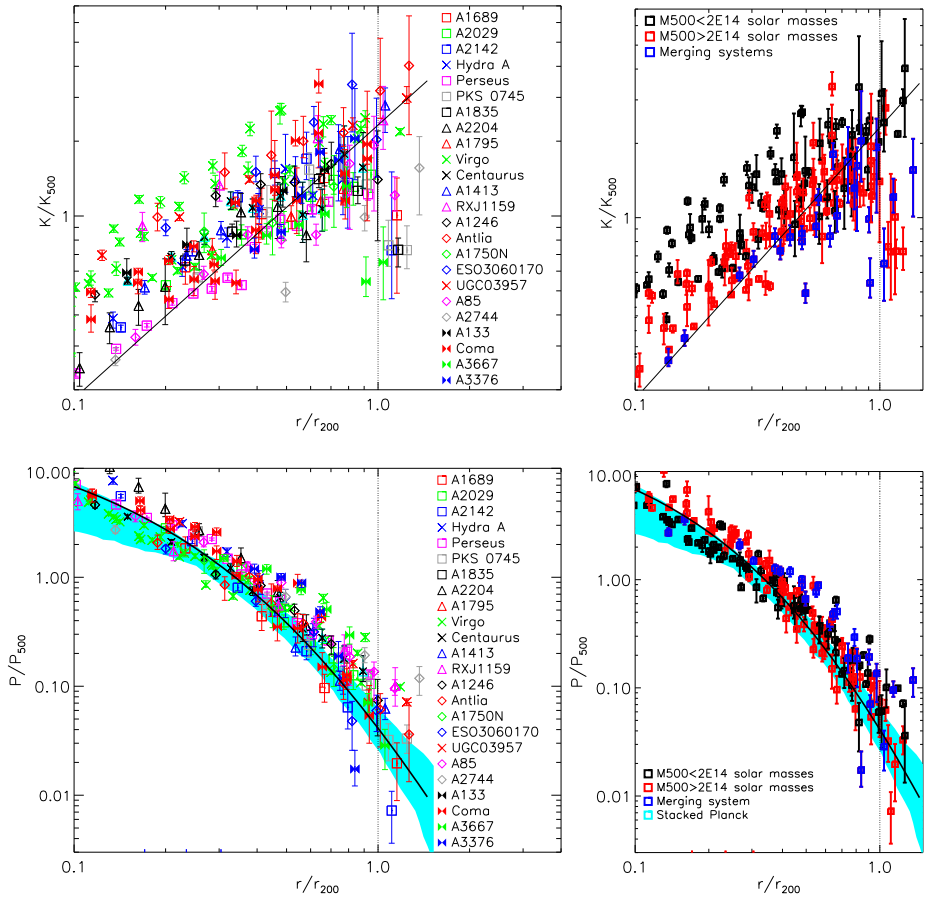 K/K500
1
0.1
1.0
r/r200
A1689
A2029
A2142
Hydra A
Perseus
PKS 0745
A1835
A2204
A1795
Virgo
Centaurus
A1413
RXJ1159
A1246
Antlia
A1750N
ESO3060170
UGC03957
A85
A2744
A133
Coma
A3667
A3376
K/K500
1
0.1
1.0
r/r200
M500<2E14 solar masses
M500>2E14 solar masses
Merging systems
P/P500
10.00
1.00
0.10
0.01
0.1
1.0
r/r200
A1689
A2029
A2142
Hydra A
Perseus
PKS 0745
A1835
A2204
A1795
Virgo
Centaurus
A1413
RXJ1159
A1246
Antlia
A1750N
ESO3060170
UGC03957
A85
A2744
A133
Coma
A3667
A3376
P/P500
10.00
1.00
0.10
0.01
0.1
1.0
r/r200
M500<2E14 solar masses
M500>2E14 solar masses
Merging system
Stacked Planck